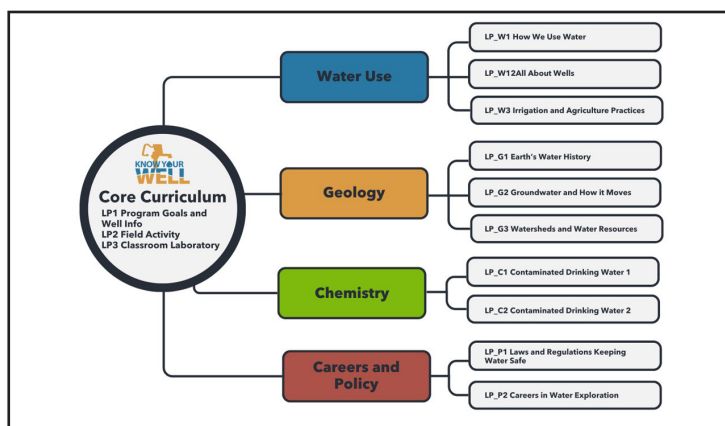 KNOW YOUR
WELL
Core Curriculum
LP1 Program Goals and
Well Info
LP2 Field Activity
LP3 Classroom Laboratory
Water Use
LP_W1 How We Use Water
LP_W12All About Wells
LP_W3 Irrigation and Agriculture Practices
Geology
LP_G1 Earth's Water History
LP_G2 Groundwater and How it Moves
LP_G3 Watersheds and Water Resources
Chemistry
LP_C1 Contaminated Drinking Water 1
LP_C2 Contaminated Drinking Water 2
Careers and
Policy
LP_P1 Laws and Regulations Keeping
Water Safe
LP_P2 Careers in Water Exploration